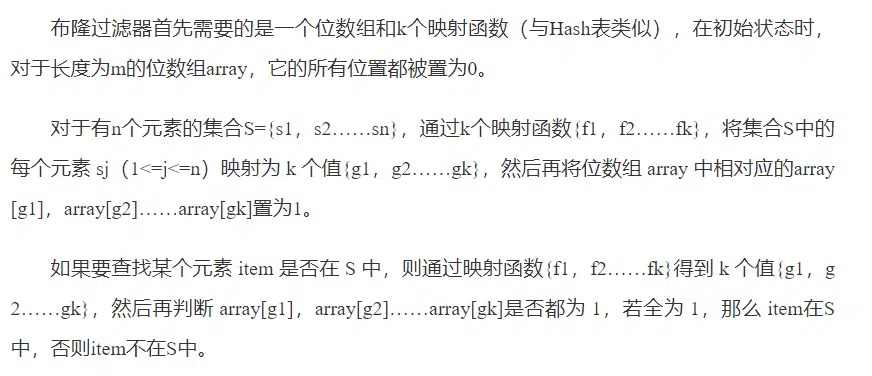 布隆过滤器首先需要的是一个位数组和k个映射函数（与Hash表类似），在初始状态时，
对于长度为m的位数组array，它的所有位置都被置为0。
对于有n个元素的集合S={s1，s2……sn}，通过k个映射函数{f1，f2……fk}，将集合S中的
每个元素 sj（1<=j<=n）映射为 k 个值{g1，g2……gk}，然后再将位数组 array 中相对应的array
[g1]，array[g2]……array[gk]置为1。
如果要查找某个元素 item 是否在 S 中，则通过映射函数{f1，f2……fk}得到 k 个值{g1，g
2……gk}，然后再判断 array[g1]，array[g2]……array[gk]是否都为 1，若全为 1，那么 item在S
中，否则item不在S中。